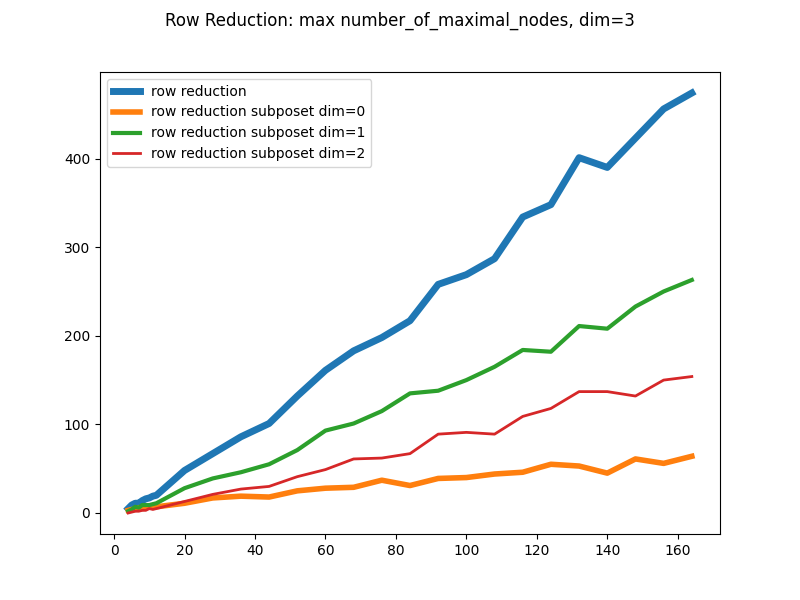 Row Reduction: max number_of_maximal_nodes, dim=3
row reduction
row reduction subposet dim=0
row reduction subposet dim=1
row reduction subposet dim=2
400
300
200
100
0
0 20 40 60 80 100 120 140 160